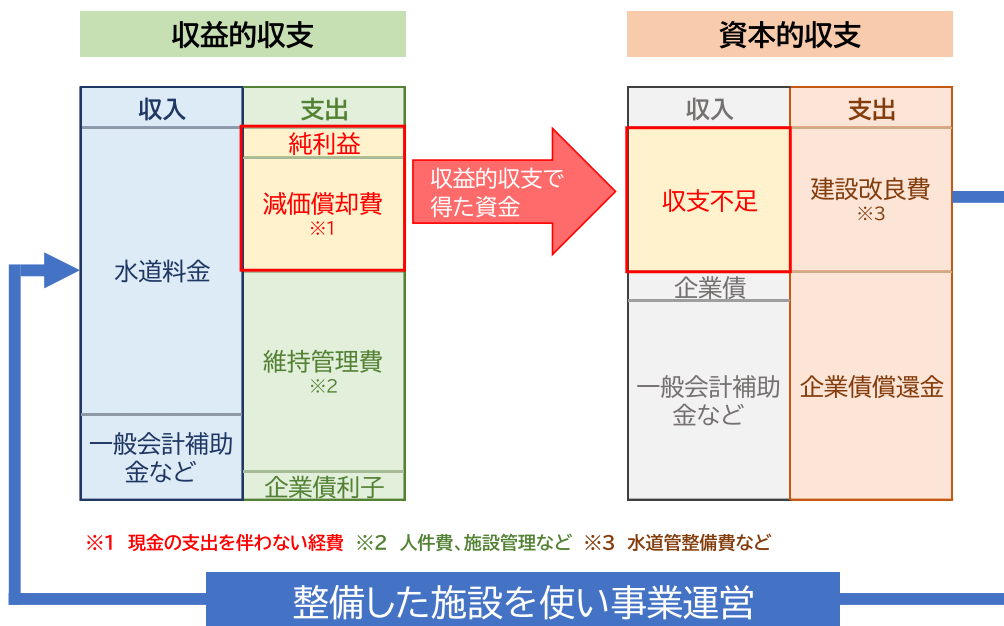 収益的収支
収入
支出
純利益
減価償却費
※1
水道料金
維持管理費
※2
一般会計補助
金など
企業債利子
収益的収支で
得た資金
資本的収支
収入
支出
収支不足
建設改良費
※3
企業債
一般会計補助
金など
企業債償還金
※1 現金の支出を伴わない経費 ※2 人件費、施設管理など ※3 水道管整備費など
整備した施設を使い事業運営